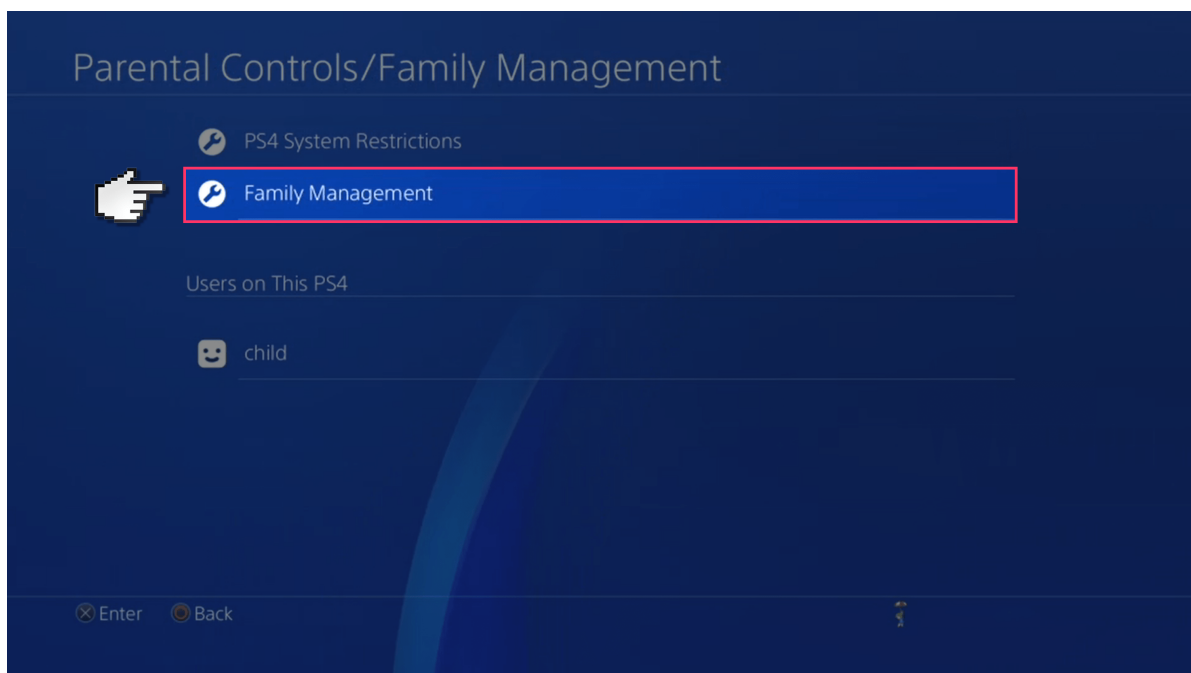 Parental Controls/Family Management
PS4 System Restrictions
Family Management
Users on This PS4
child
Enter Back